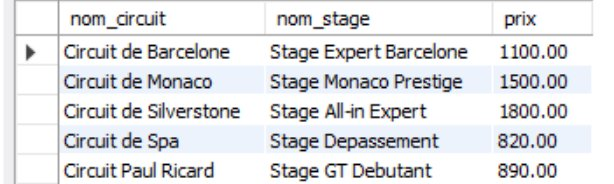 nom_circuit nom_stage prix
Circuit de Barcelone Stage Expert Barcelone 1100.00
Circuit de Monaco Stage Monaco Prestige 1500.00
Circuit de Silverstone Stage All-in Expert 1800.00
Circuit de Spa Stage Depassement 820.00
Circuit Paul Ricard Stage GT Debutant 890.00